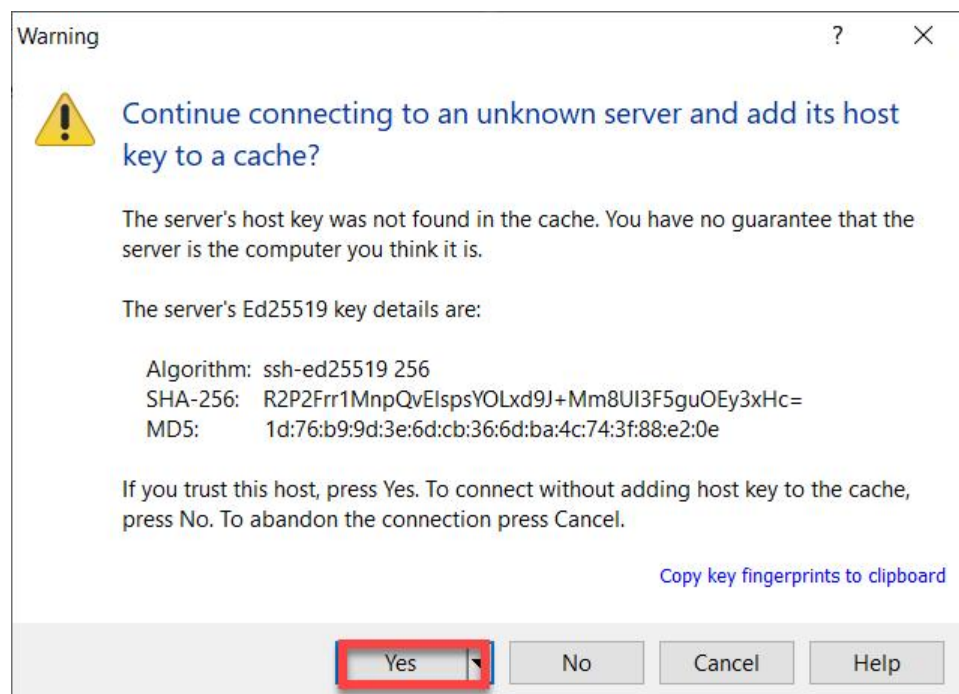 Warning
?
Continue connecting to an unknown server and add its host
key to a cache?
The server's host key was not found in the cache. You have no guarantee that the
server is the computer you think it is.
The server's Ed25519 key details are:
Algorithm: ssh-ed25519 256
SHA-256: R2P2Frr1MnpQvEIspsYOLxd9J+Mm8UI3F5guOEy3xHc=
MD5: 1d:76:b9:9d:3e:6d:cb:36:6d:ba:4c:74:3f:88:e2:0e
If you trust this host, press Yes. To connect without adding host key to the cache,
press No. To abandon the connection press Cancel.
Copy key fingerprints to clipboard
Yes No Cancel Help